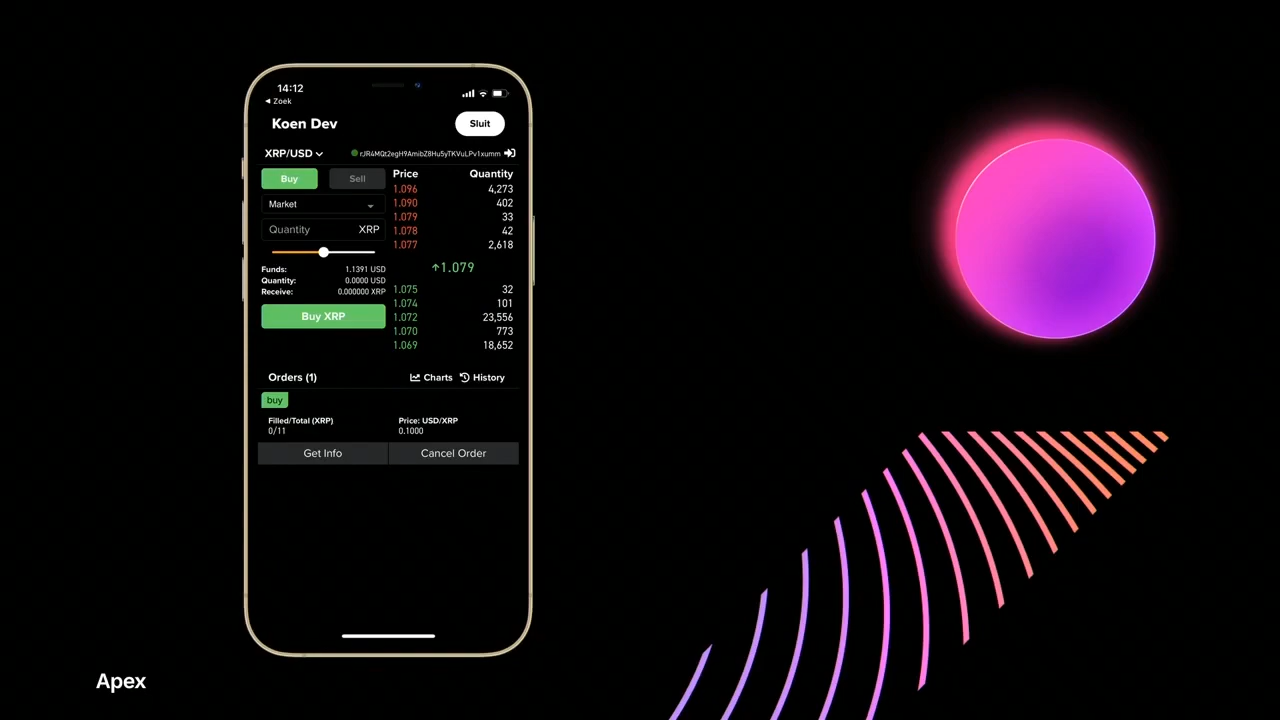 14:12
◄ Zoek
Koen Dev
Sluit
XRP/USD
rJR4MQt2egH9AmibZ8Hu5yTKVuLPv1xumm
Buy
Sell
Market
Quantity XRP
Funds: 1.1391 USD
Quantity: 0.0000 USD
Receive: 0.000000 XRP
Buy XRP
Price Quantity
1.096 4,273
1.090 402
1.079 33
1.078 42
1.077 2,618
↑1.079
1.075 32
1.074 101
1.072 23,556
1.070 773
1.069 18,652
Orders (1)
Charts
History
buy
Filled/Total (XRP)
0/11
Price: USD/XRP
0.1000
Get Info
Cancel Order
Apex